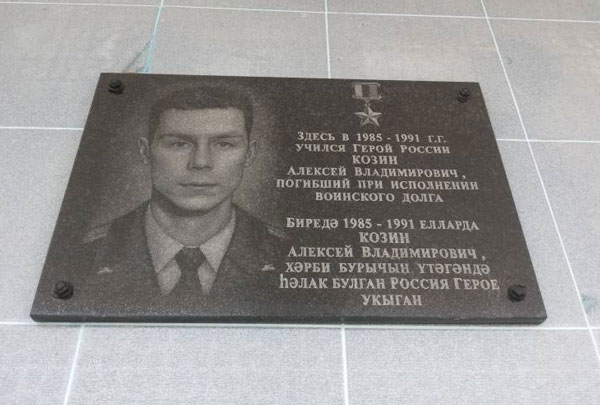 ЗДЕСЬ В 1985 - 1991 Г.Г.
УЧИЛСЯ ГЕРОЙ РОССИИ
КОЗИН
АЛЕКСЕЙ ВЛАДИМИРОВИЧ ,
ПОГИБШИЙ ПРИ ИСПОЛНЕНИИ
ВОИНСКОГО ДОЛГА
БИРЕДӘ 1985 - 1991 ЕЛЛАРДА
КОЗИН
АЛЕКСЕЙ ВЛАДИМИРОВИЧ ,
ХӘРБИ БУРЫЧЫН ҮТӘГӘНДӘ
ҺӘЛАК БУЛГАН РОССИЯ ГЕРОЕ
УКЫГАН